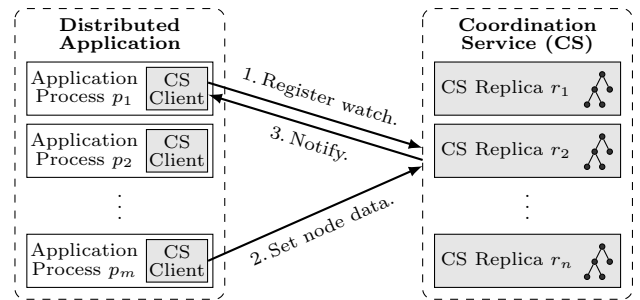 Distributed
Application
Application
Process p1
CS
Client
Application
Process p2
CS
Client
⋮
Application
Process pm
CS
Client
1. Register watch.
3. Notify.
2. Set node data.
Coordination
Service (CS)
CS Replica r1
CS Replica r2
⋮
CS Replica rn